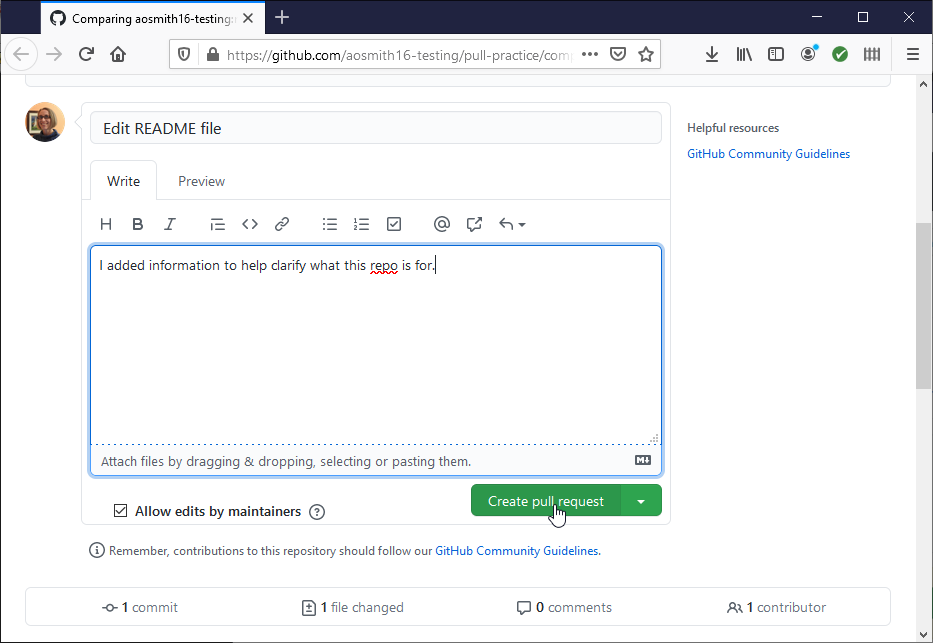 Comparing aosmith16-testing:
https://github.com/aosmith16-testing/pull-practice/com
Edit README file
Helpful resources
GitHub Community Guidelines
Write
Preview
H B I
I added information to help clarify what this repo is for.
Attach files by dragging & dropping, selecting or pasting them.
Create pull request
Allow edits by maintainers
Remember, contributions to this repository should follow our GitHub Community Guidelines.
1 commit
1 file changed
0 comments
1 contributor